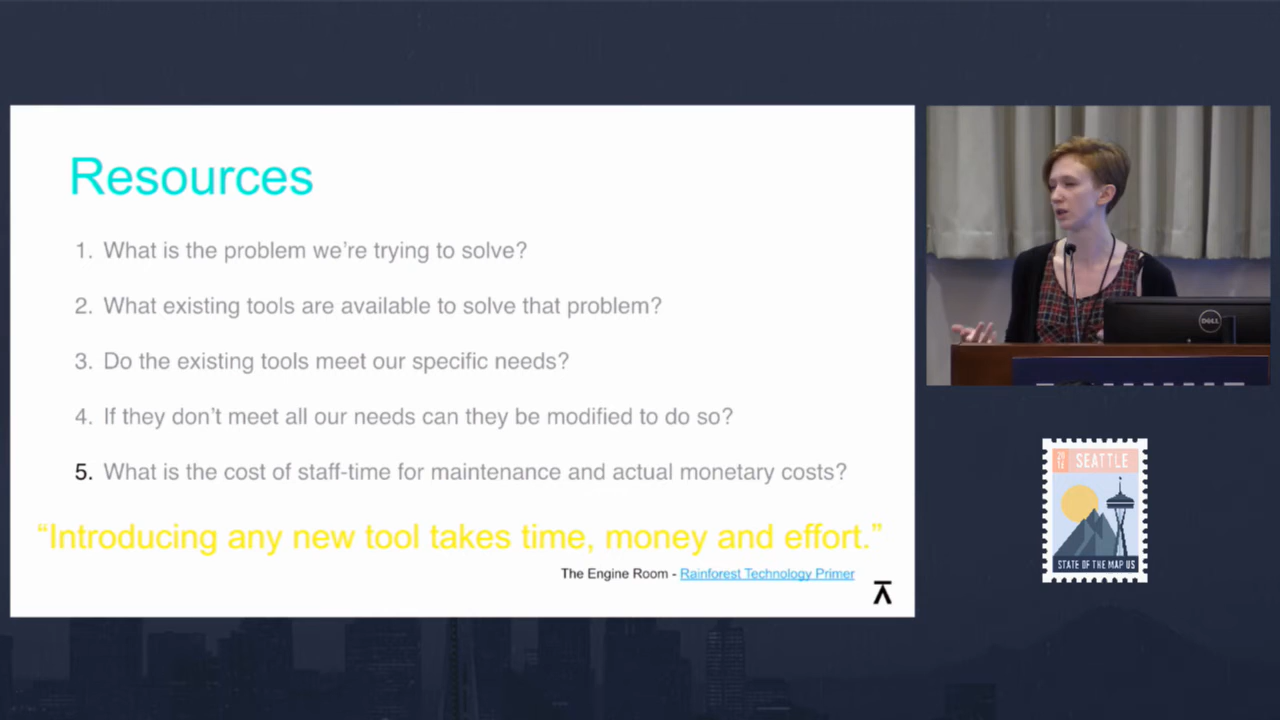 Resources
1. What is the problem we're trying to solve?
2. What existing tools are available to solve that problem?
3. Do the existing tools meet our specific needs?
4. If they don't meet all our needs can they be modified to do so?
5. What is the cost of staff-time for maintenance and actual monetary costs?
“Introducing any new tool takes time, money and effort.”
The Engine Room - Rainforest Technology Primer
DELL
SEATTLE
STATE OF THE MAP US